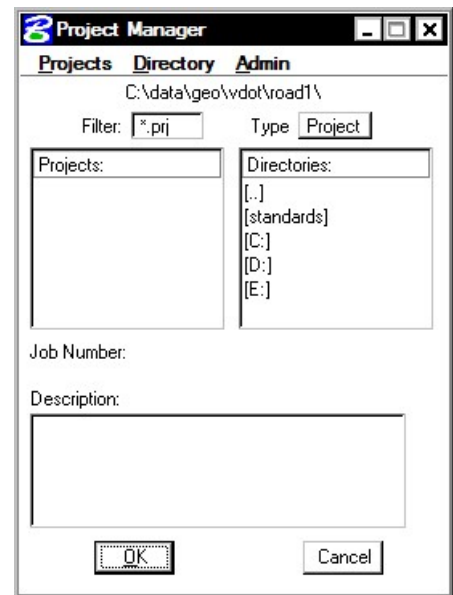 Project Manager
Projects Directory Admin
C:\data\geo\vdot\road1\
Filter: *.prj Type Project
Projects:
Directories:
[..]
[standards]
[C:]
[D:]
[E:]
Job Number:
Description:
OK Cancel